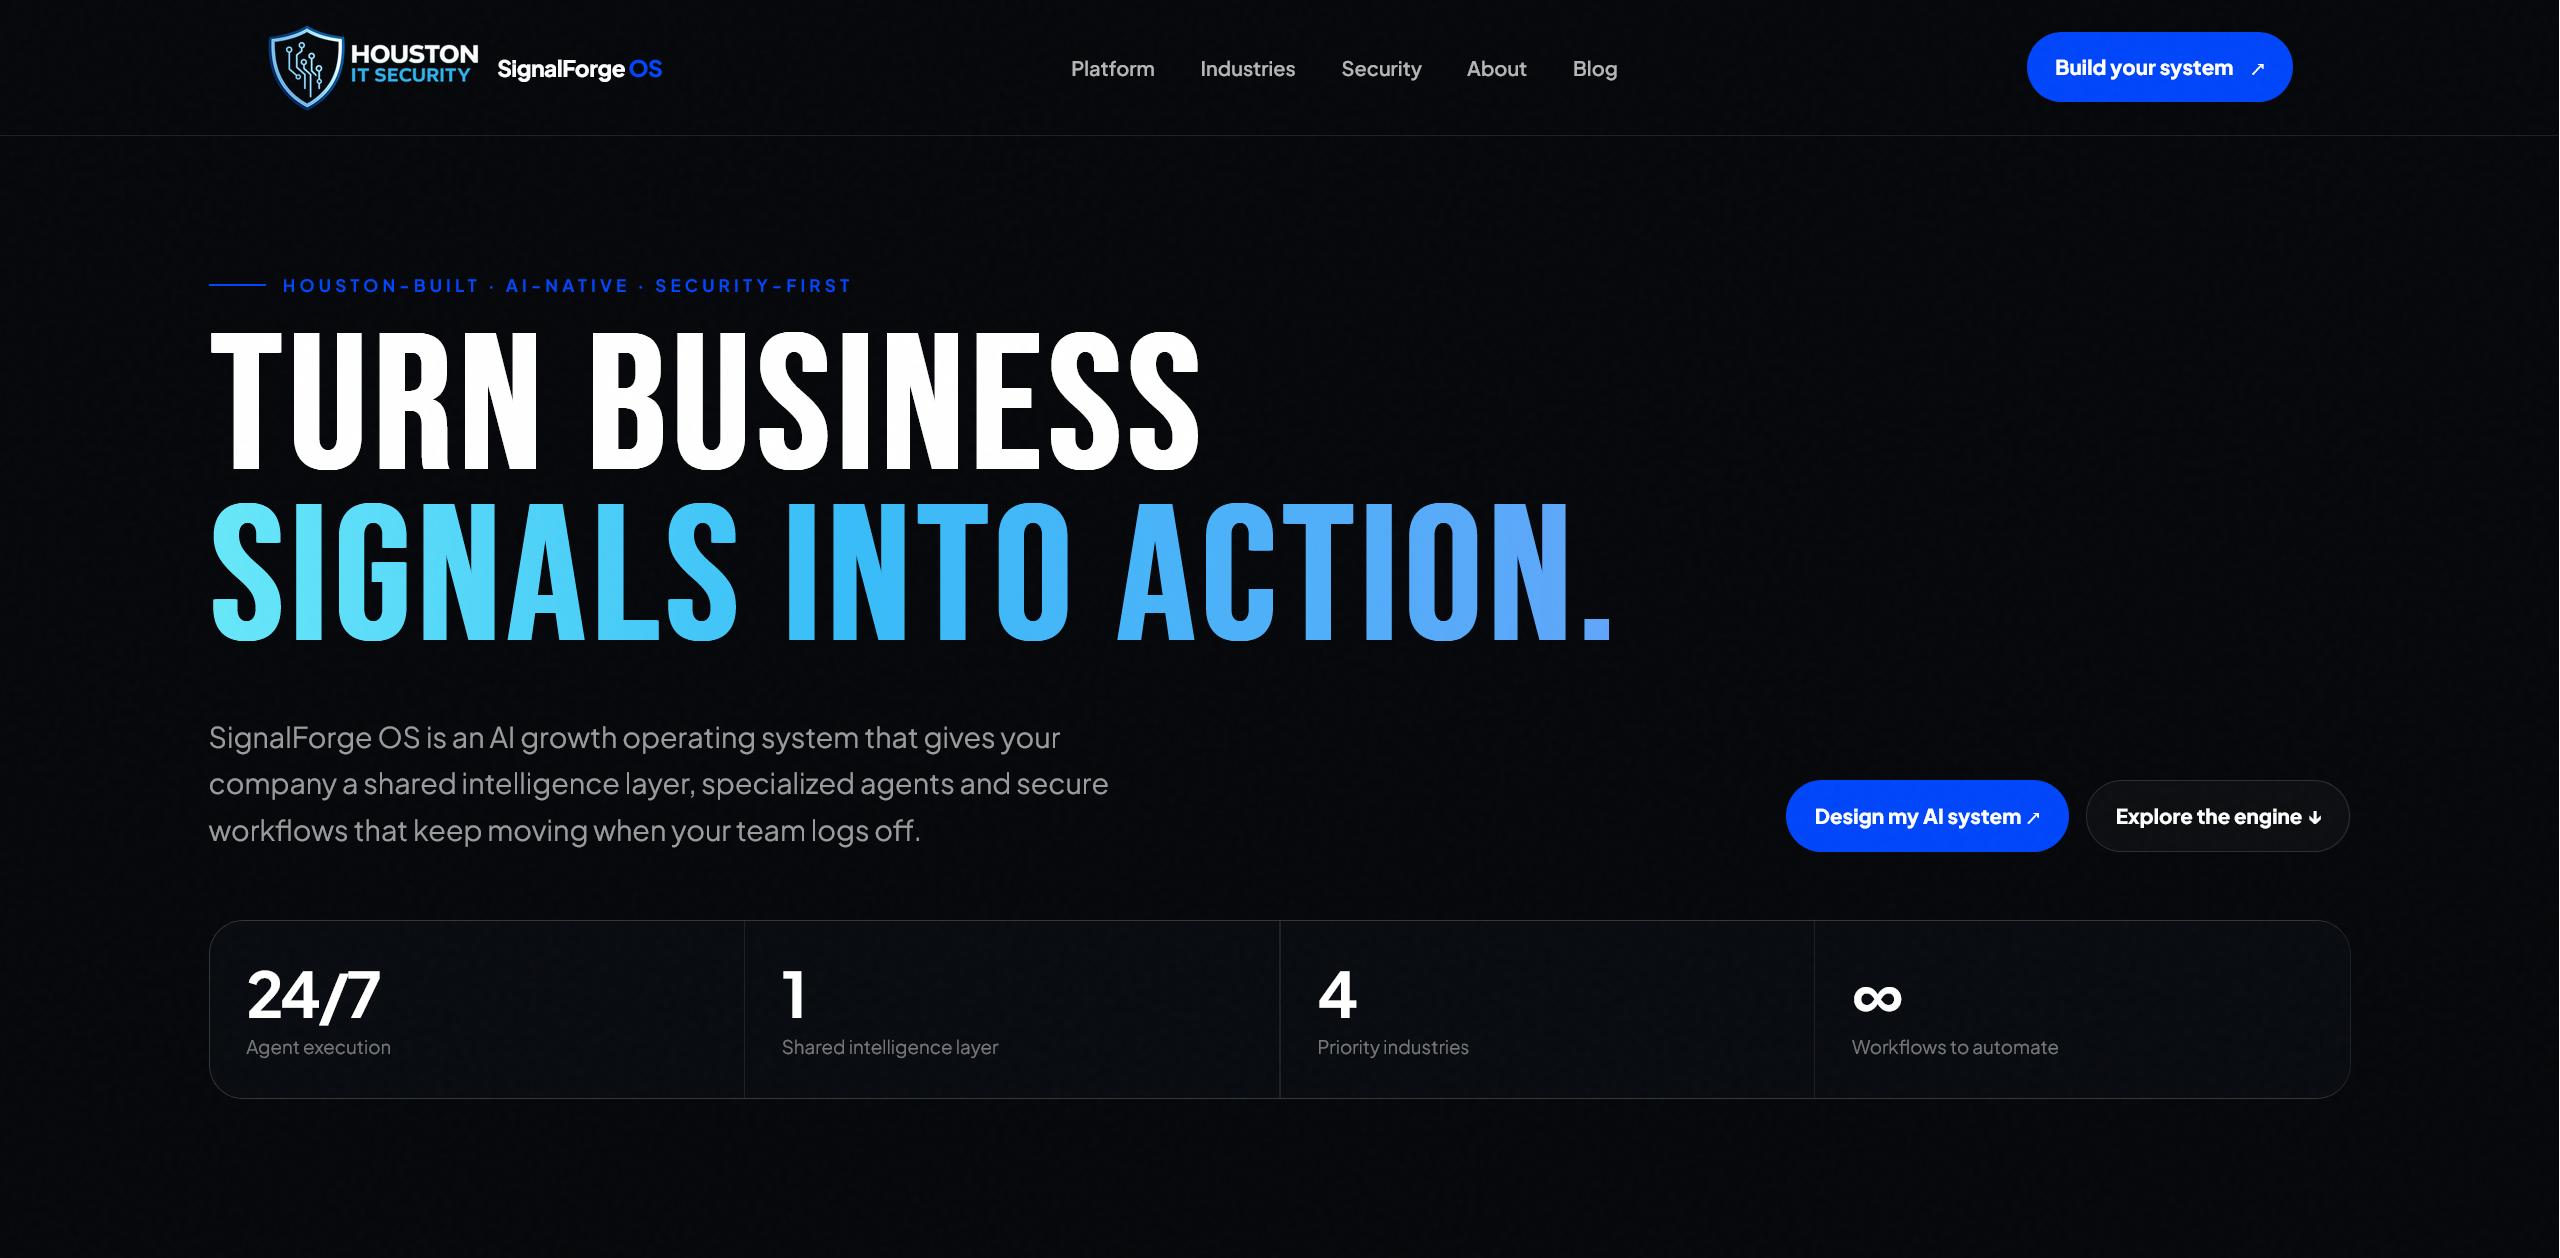 HOUSTON
IT SECURITY
SignalForge OS
Platform
Industries
Security
About
Blog
Build your system ↗
HOUSTON-BUILT · AI-NATIVE · SECURITY-FIRST
TURN BUSINESS
SIGNALS INTO ACTION.
SignalForge OS is an AI growth operating system that gives your
company a shared intelligence layer, specialized agents and secure
workflows that keep moving when your team logs off.
Design my AI system ↗
Explore the engine ↓
24/7
Agent execution
1
Shared intelligence layer
4
Priority industries
∞
Workflows to automate